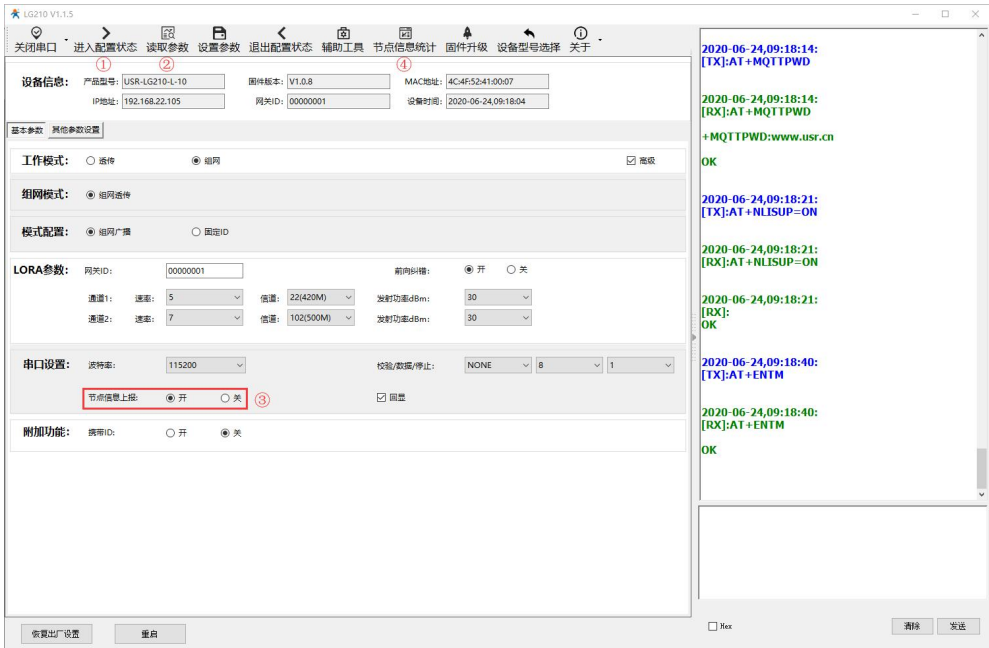 LG210 V1.1.5
关闭串口 进入配置状态 读取参数 设置参数 退出配置状态 辅助工具 节点信息统计 固件升级 设备型号选择 关于
① ② ④
设备信息: 产品型号: USR-LG210-L-10 固件版本: V1.0.8 MAC地址: 4C:4F:52:41:00:07
IP地址: 192.168.22.105 网关ID: 00000001 设备时间: 2020-06-24,09:18:04
基本参数 其他参数设置
工作模式: 透传 组网 高级
组网模式: 组网透传
模式配置: 组网广播 固定ID
LORA参数: 网关ID: 00000001 前向纠错: 开 关
通道1: 速率: 5 信道: 22(420M) 发射功率dBm: 30
通道2: 速率: 7 信道: 102(500M) 发射功率dBm: 30
串口设置: 波特率: 115200 校验/数据/停止: NONE 8 1
节点信息上报: 开 关 ③ 回显
附加功能: 携带ID: 开 关
恢复出厂设置 重启
2020-06-24,09:18:14:
[TX]:AT+MQTTPWD
2020-06-24,09:18:14:
[RX]:AT+MQTTPWD
+MQTTPWD:www.usr.cn
OK
2020-06-24,09:18:21:
[TX]:AT+NLISUP=ON
2020-06-24,09:18:21:
[RX]:AT+NLISUP=ON
2020-06-24,09:18:21:
[RX]:
OK
2020-06-24,09:18:40:
[TX]:AT+ENTM
2020-06-24,09:18:40:
[RX]:AT+ENTM
OK
Hex 清除 发送